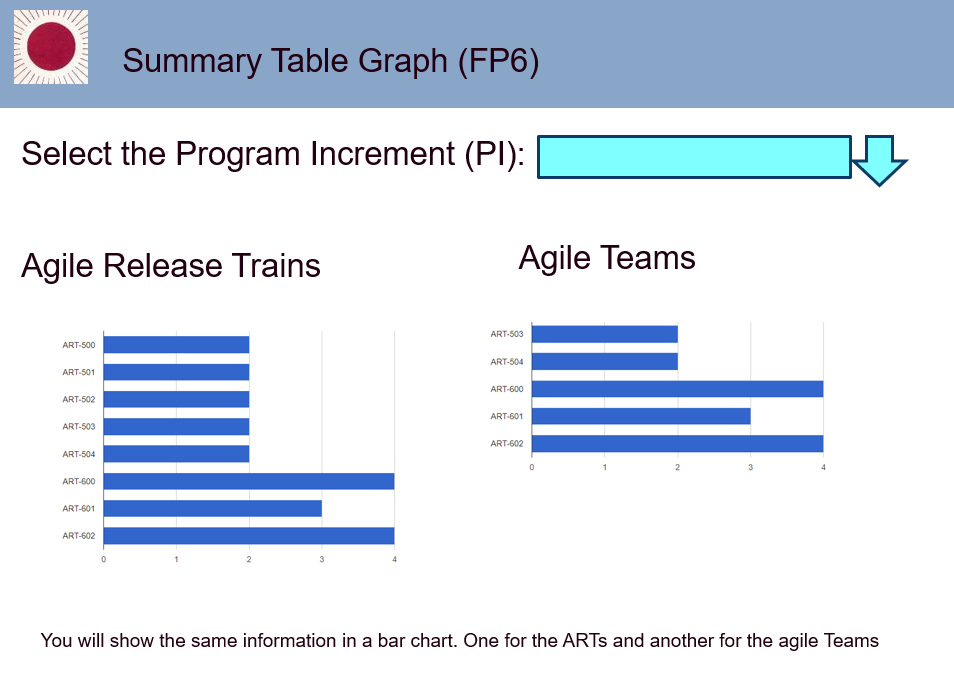 Summary Table Graph (FP6)
Select the Program Increment (PI):
Agile Release Trains
ART-500
ART-501
ART-502
ART-503
ART-504
ART-600
ART-601
ART-602
0 1 2 3 4
Agile Teams
ART-503
ART-504
ART-600
ART-601
ART-602
0 1 2 3 4
You will show the same information in a bar chart. One for the ARTs and another for the agile Teams